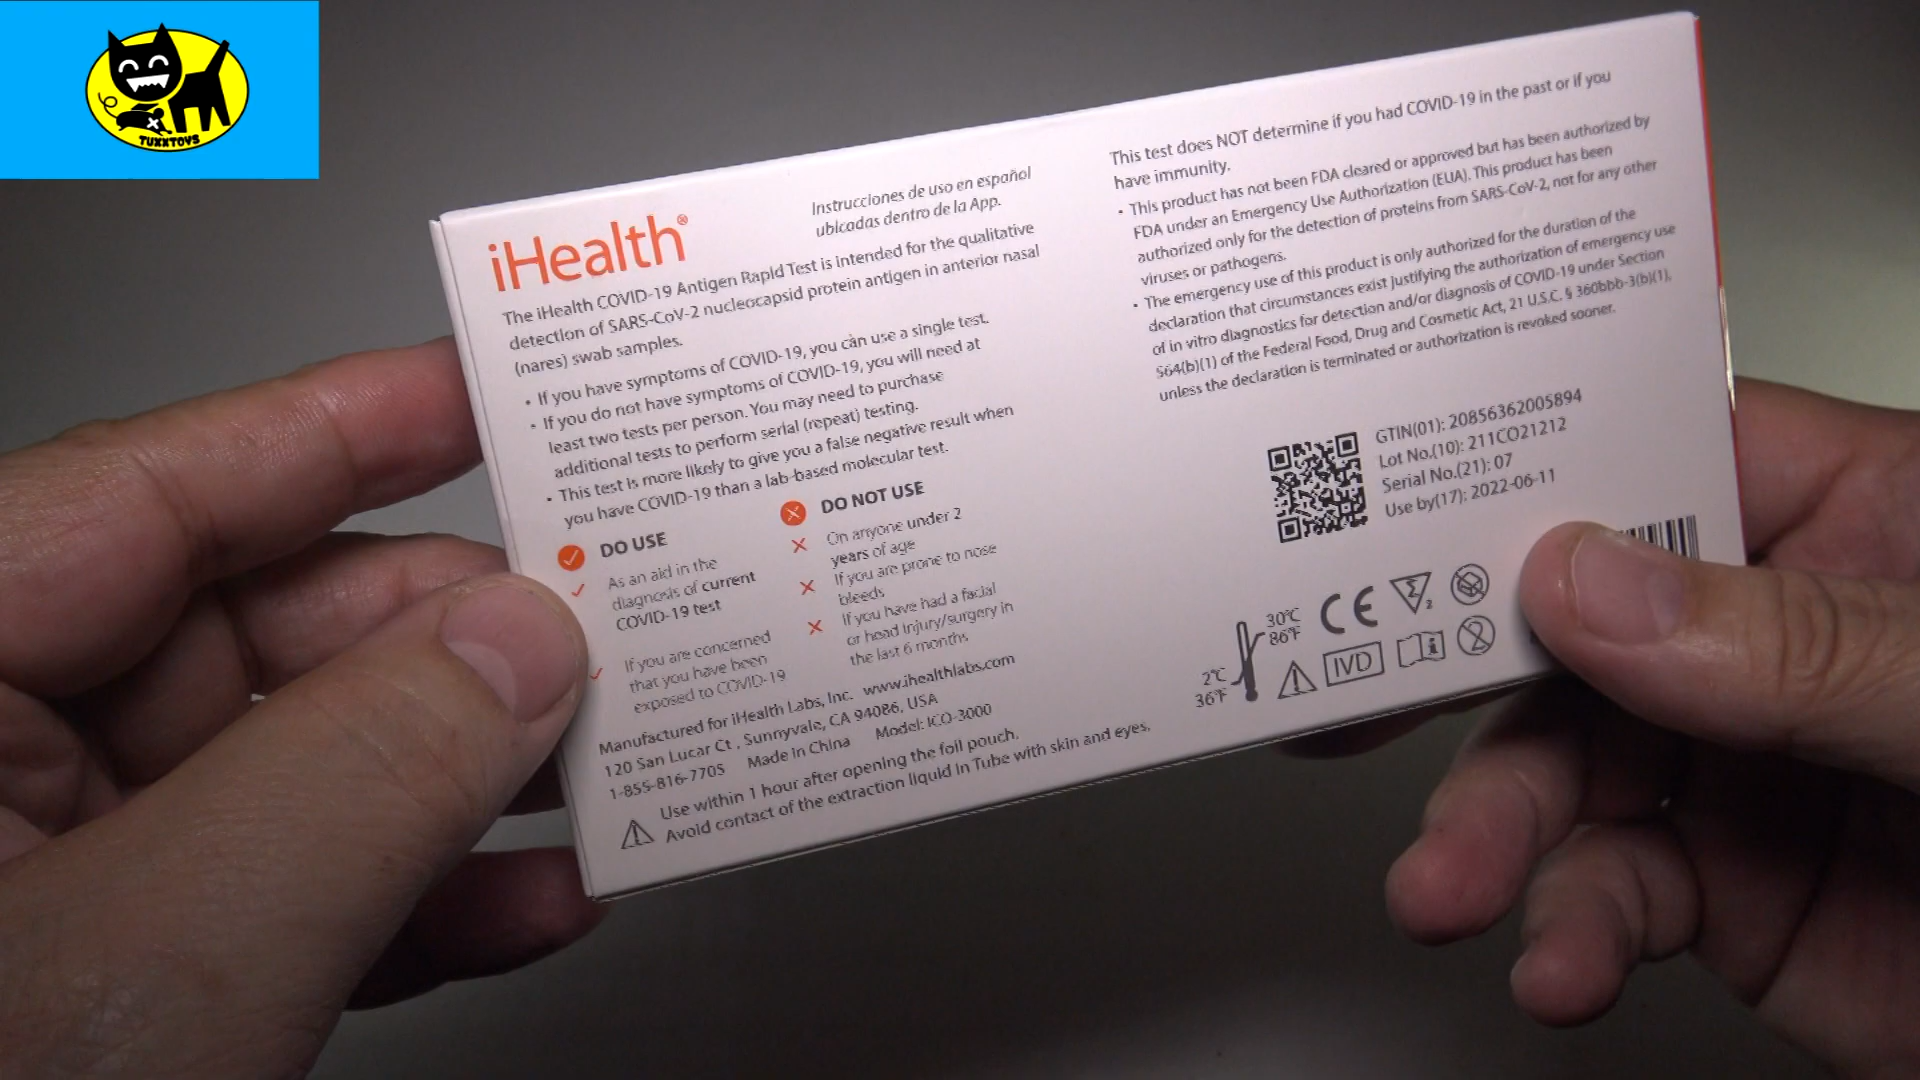 TUXXTOYS
iHealth®
Instrucciones de uso en español
ubicadas dentro de la App.
The iHealth COVID-19 Antigen Rapid Test is intended for the qualitative
detection of SARS-CoV-2 nucleocapsid protein antigen in anterior nasal
(nares) swab samples.
• If you have symptoms of COVID-19, you can use a single test.
• If you do not have symptoms of COVID-19, you will need at
least two tests per person. You may need to purchase
additional tests to perform serial (repeat) testing.
• This test is more likely to give you a false negative result when
you have COVID-19 than a lab-based molecular test.
DO USE
As an aid in the
diagnosis of current
COVID-19 test
If you are concerned
that you have been
exposed to COVID-19
DO NOT USE
On anyone under 2
years of age
If you are prone to nose
bleeds
If you have had a facial
or head injury/surgery in
the last 6 months
Manufactured for iHealth Labs, Inc. www.ihealthlabs.com
120 San Lucar Ct , Sunnyvale, CA 94086, USA
1-855-816-7705 Made in China Model: ICO-3000
Use within 1 hour after opening the foil pouch.
Avoid contact of the extraction liquid in Tube with skin and eyes.
This test does NOT determine if you had COVID-19 in the past or if you
have immunity.
• This product has not been FDA cleared or approved but has been authorized by
FDA under an Emergency Use Authorization (EUA). This product has been
authorized only for the detection of proteins from SARS-CoV-2, not for any other
viruses or pathogens.
• The emergency use of this product is only authorized for the duration of the
declaration that circumstances exist justifying the authorization of emergency use
of in vitro diagnostics for detection and/or diagnosis of COVID-19 under Section
564(b)(1) of the Federal Food, Drug and Cosmetic Act, 21 U.S.C. § 360bbb-3(b)(1),
unless the declaration is terminated or authorization is revoked sooner.
GTIN(01): 20856362005894
Lot No.(10): 211CO21212
Serial No.(21): 07
Use by(17): 2022-06-11
30℃
86℉
2℃
36℉
CE
2
IVD
i
2